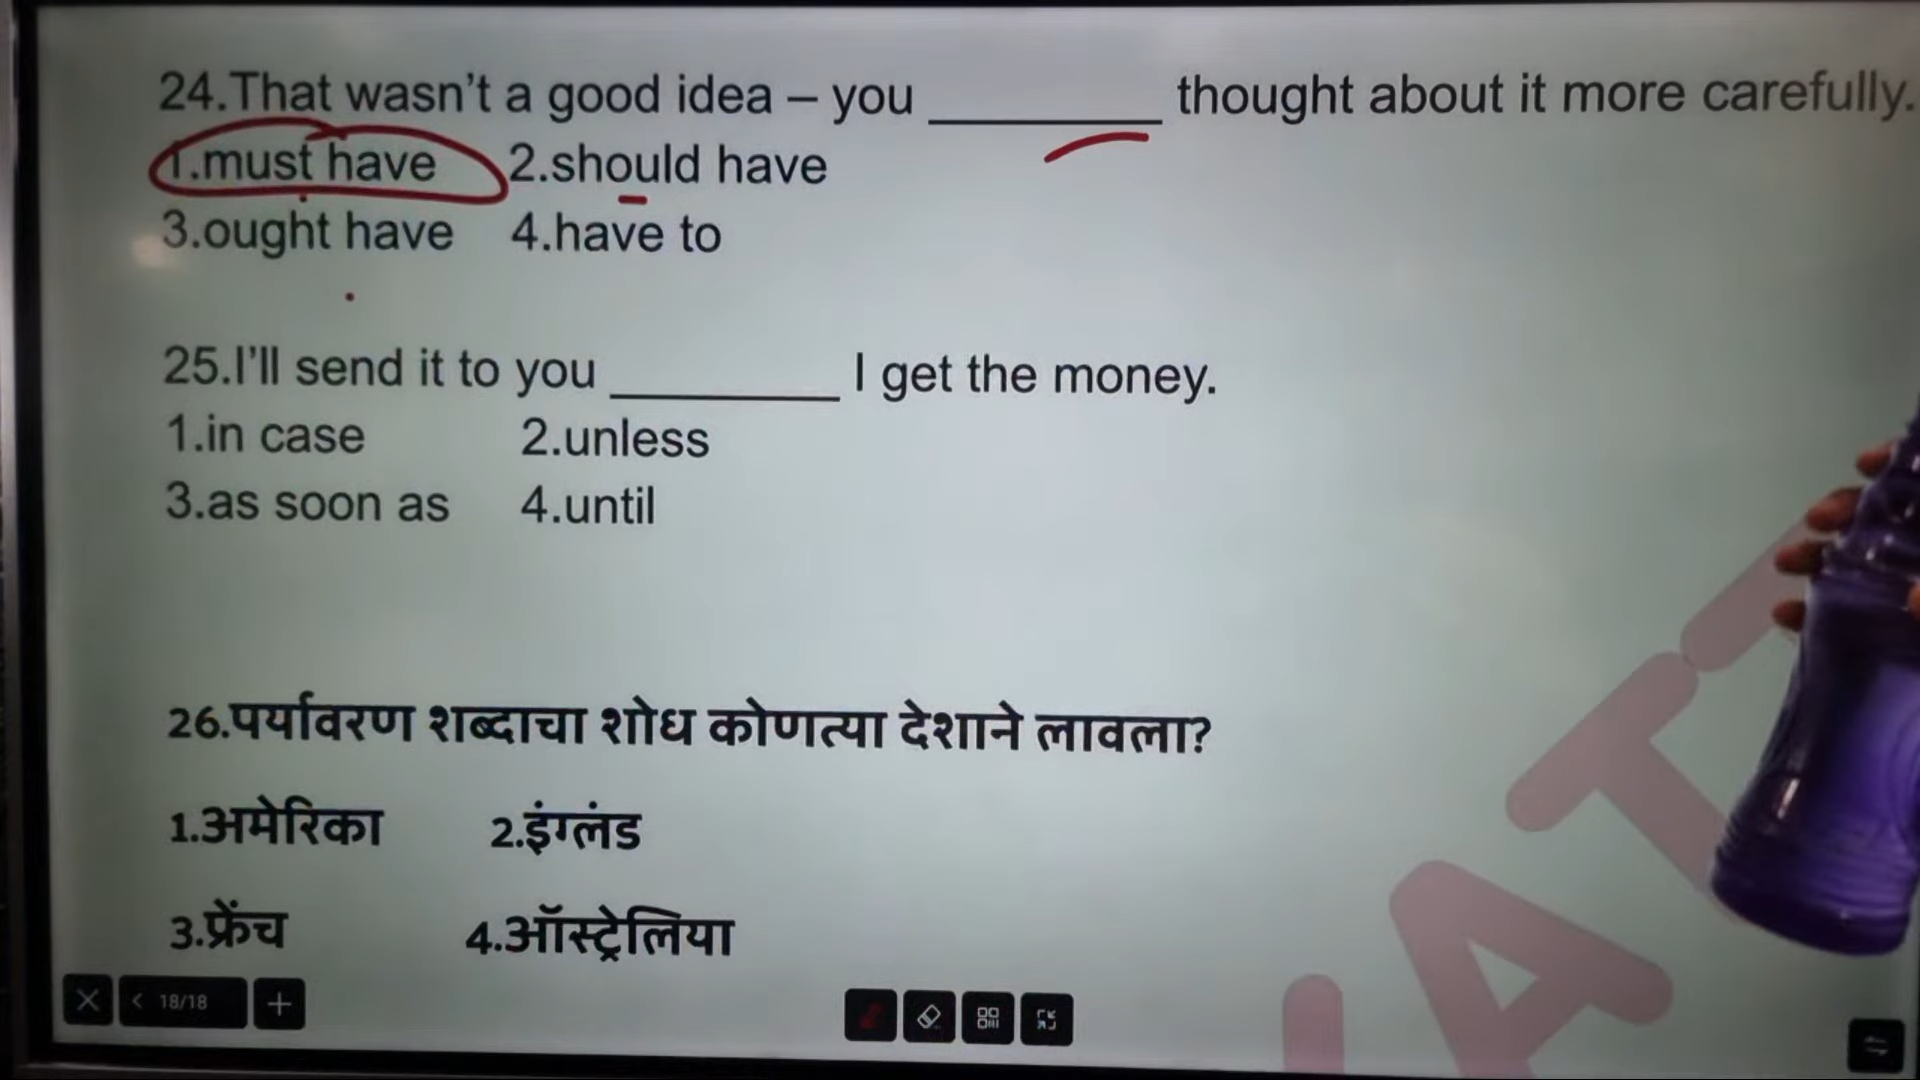 24.That wasn't a good idea – you ________ thought about it more carefully.
1.must have 2.should have
3.ought have 4.have to
25.I'll send it to you ________ I get the money.
1.in case 2.unless
3.as soon as 4.until
26.पर्यावरण शब्दाचा शोध कोणत्या देशाने लावला?
1.अमेरिका 2.इंग्लंड
3.फ्रेंच 4.ऑस्ट्रेलिया
18/18